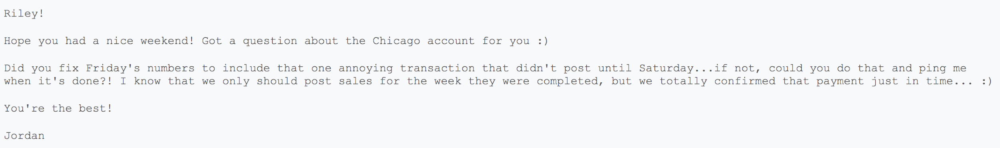 Riley!
Hope you had a nice weekend! Got a question about the Chicago account for you :)
Did you fix Friday's numbers to include that one annoying transaction that didn't post until Saturday...if not, could you do that and ping me
when it's done?! I know that we only should post sales for the week they were completed, but we totally confirmed that payment just in time... :)
You're the best!
Jordan